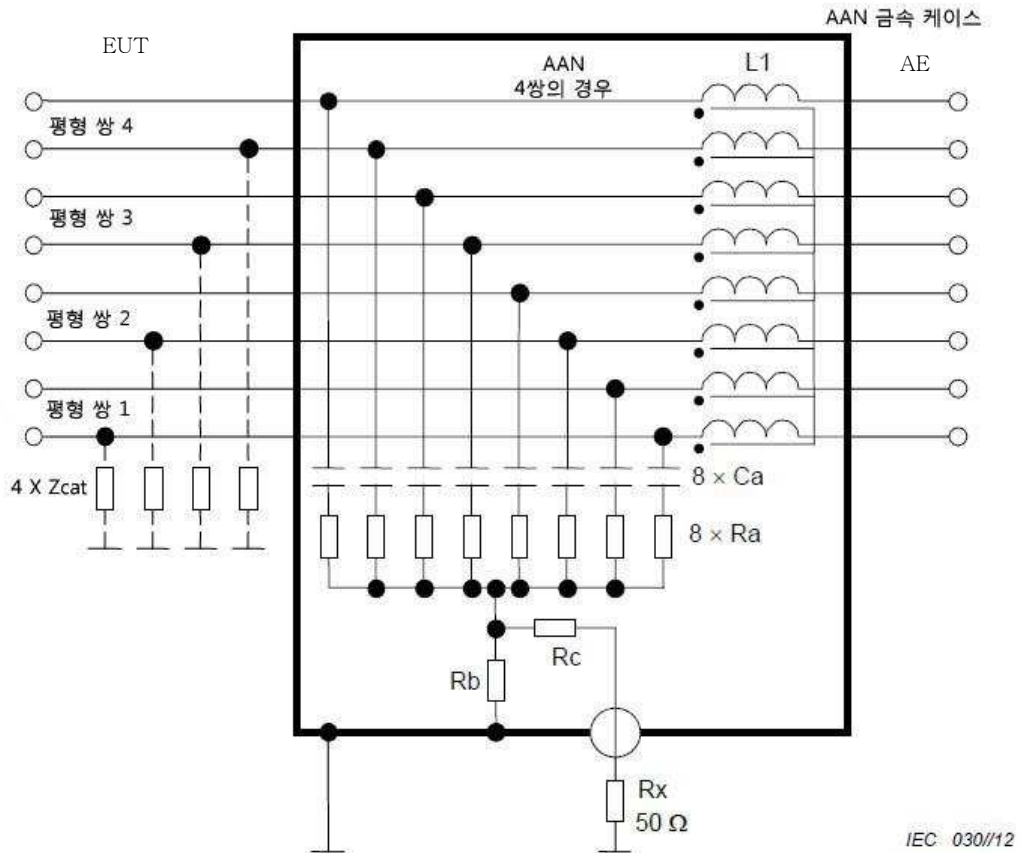 AAN 금속 케이스
EUT
AE
AAN
4쌍의 경우
L1
평형 쌍 4
평형 쌍 3
평형 쌍 2
평형 쌍 1
4 X Zcat
8 × Ca
8 × Ra
Rc
Rb
Rx
50 Ω
IEC 030//12